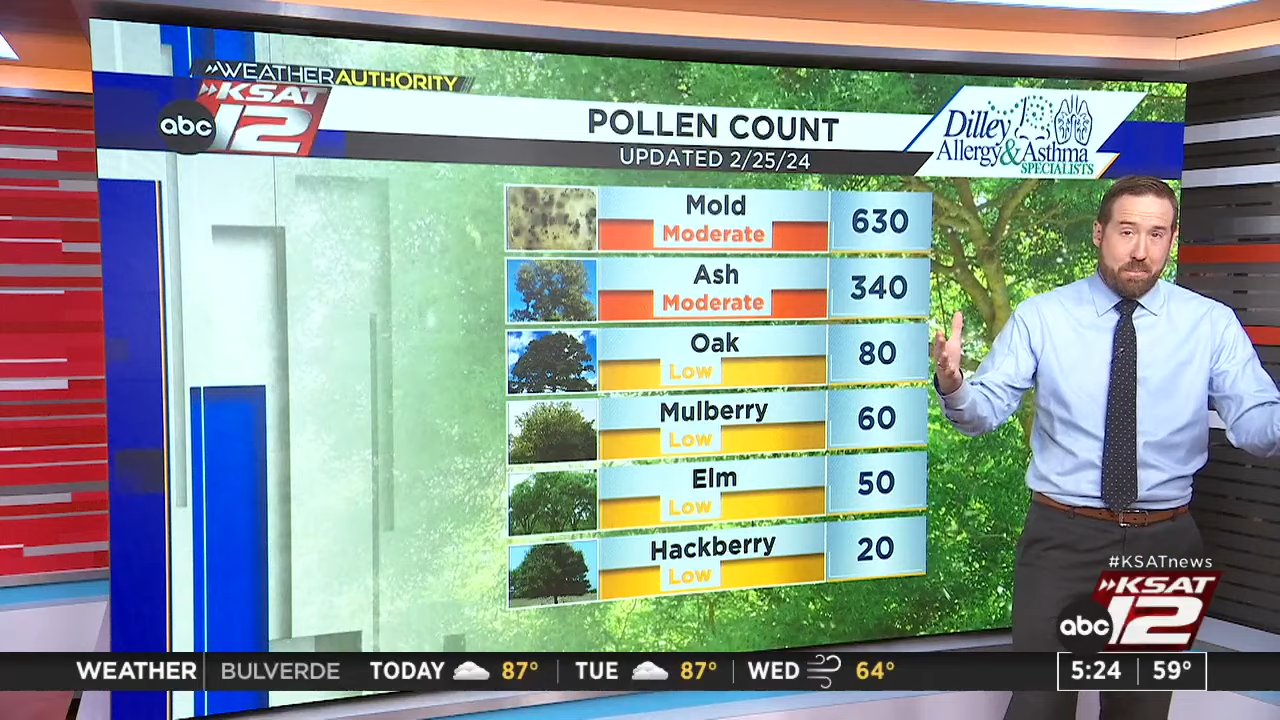 WEATHER AUTHORITY
KSAT
abc 12
POLLEN COUNT
UPDATED 2/25/24
Dilley
Allergy & Asthma
SPECIALISTS
Mold
Moderate
630
Ash
Moderate
340
Oak
Low
80
Mulberry
Low
60
Elm
Low
50
Hackberry
Low
20
#KSATnews
KSAT
abc 12
WEATHER BULVERDE TODAY 87° TUE 87° WED 64° 5:24 59°